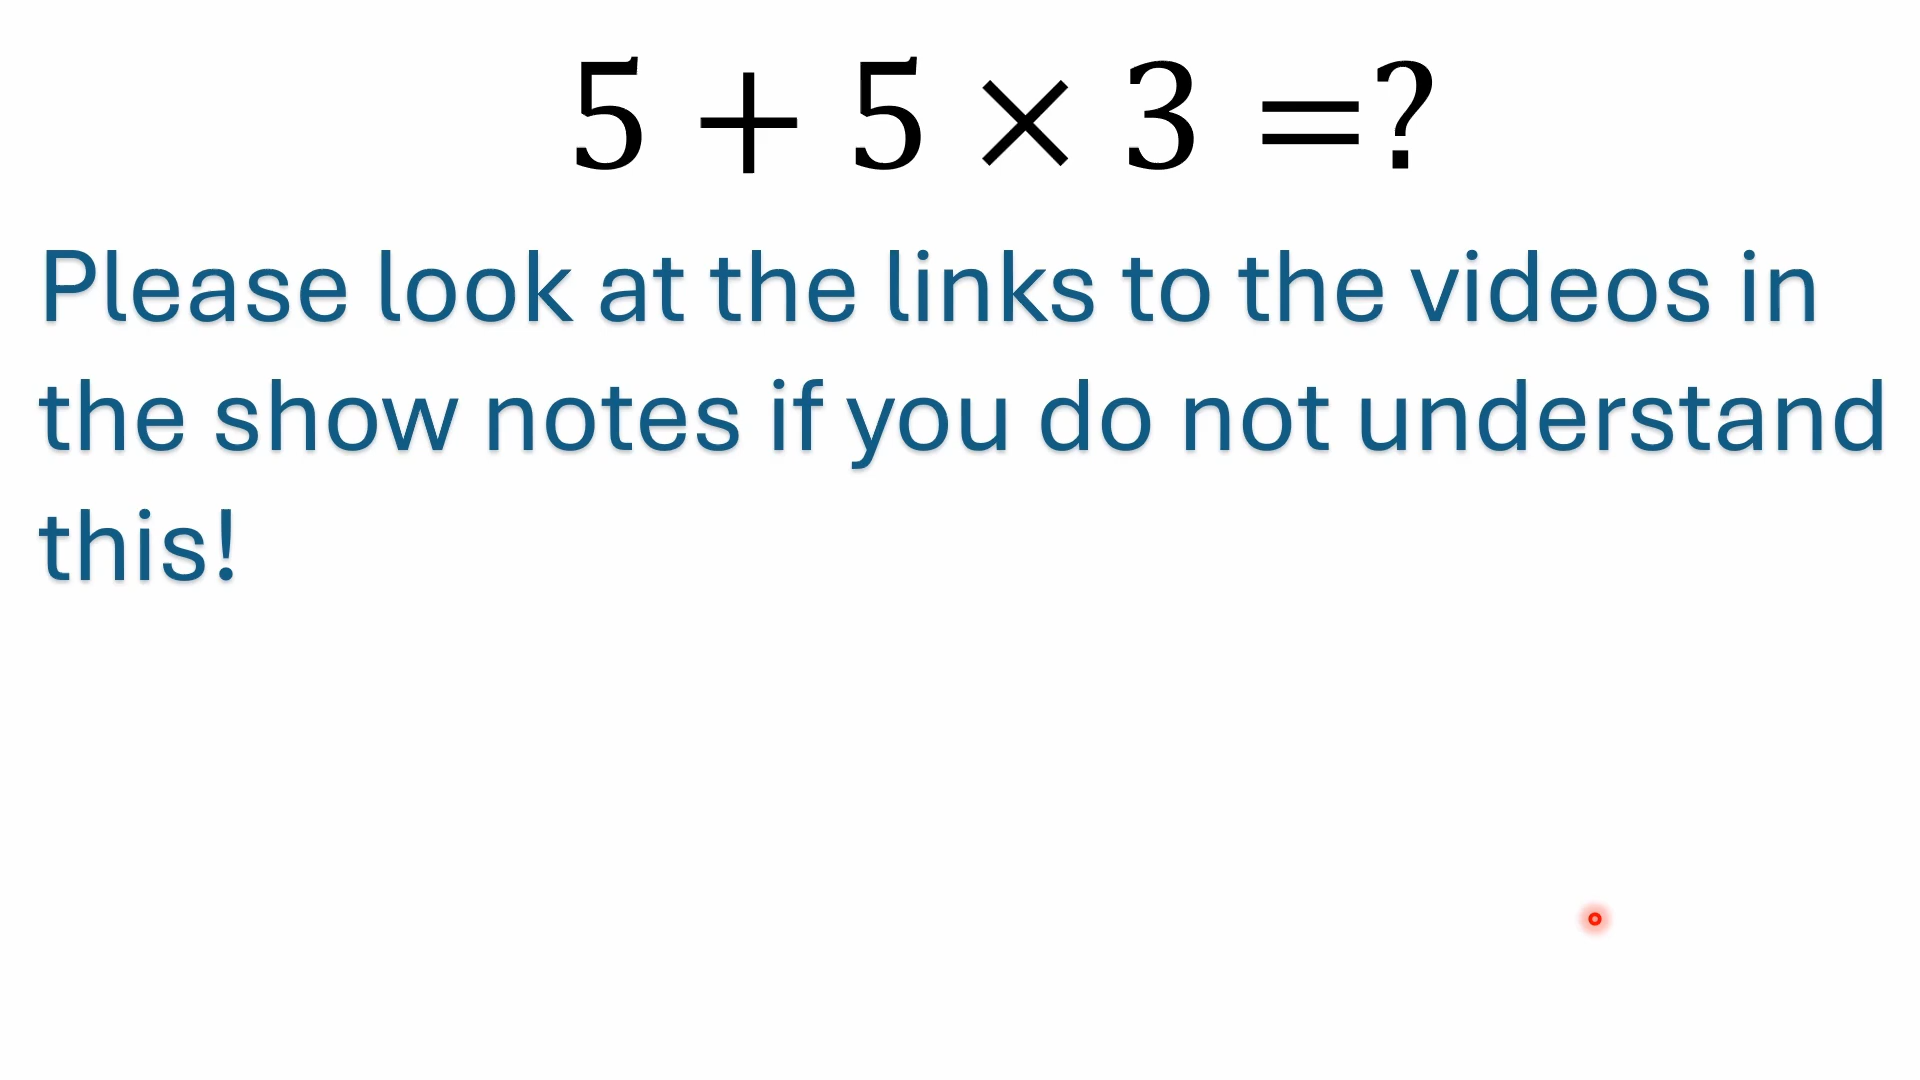 5 + 5 × 3 =?
Please look at the links to the videos in
the show notes if you do not understand
this!